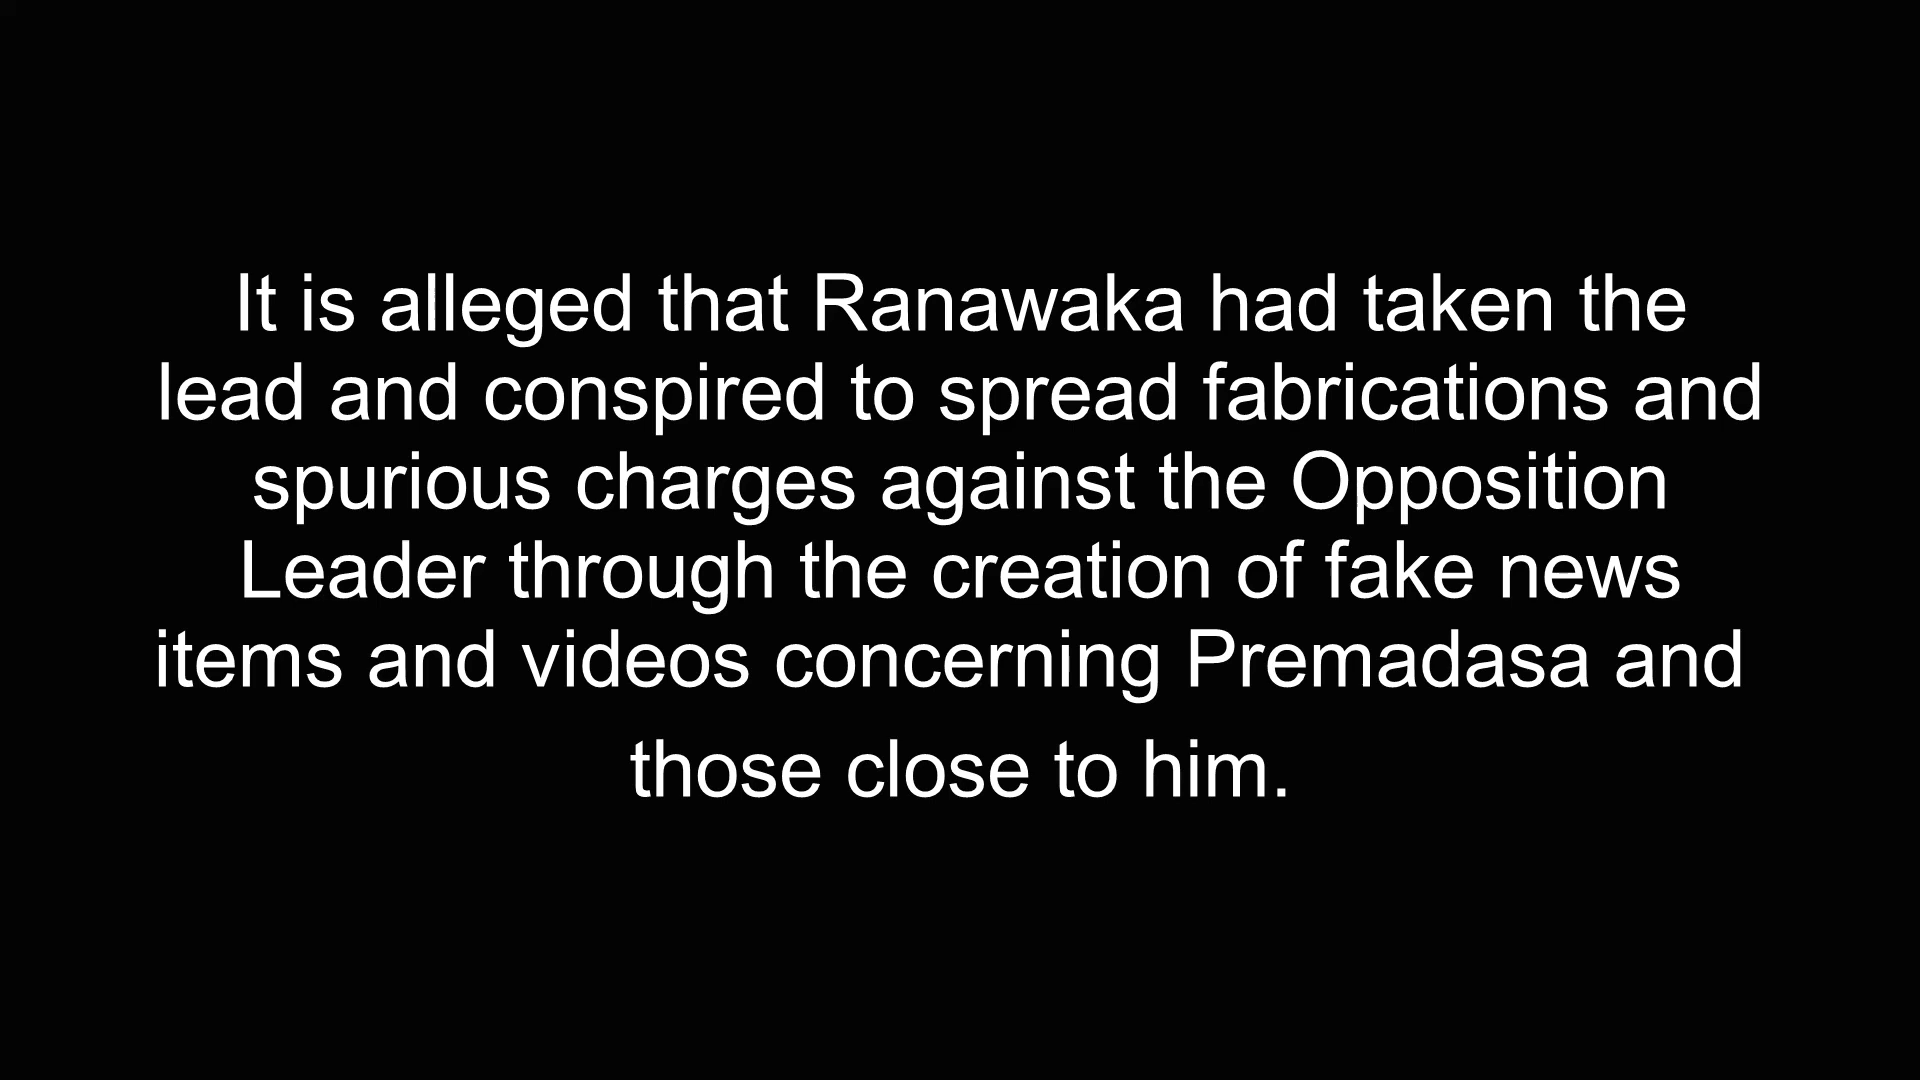 It is alleged that Ranawaka had taken the
lead and conspired to spread fabrications and
spurious charges against the Opposition
Leader through the creation of fake news
items and videos concerning Premadasa and
those close to him.